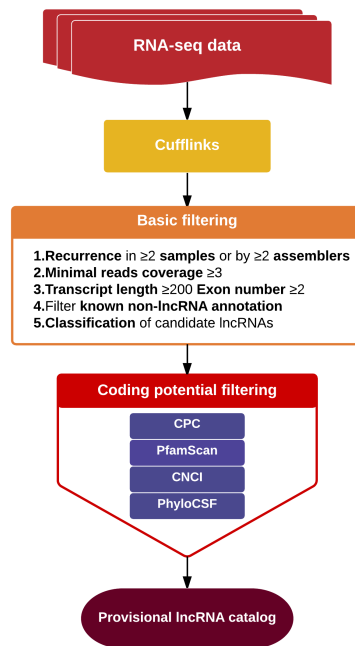 RNA-seq data
Cufflinks
Basic filtering
1.Recurrence in ≥2 samples or by ≥2 assemblers
2.Minimal reads coverage ≥3
3.Transcript length ≥200 Exon number ≥2
4.Filter known non-lncRNA annotation
5.Classification of candidate lncRNAs
Coding potential filtering
CPC
PfamScan
CNCI
PhyloCSF
Provisional lncRNA catalog